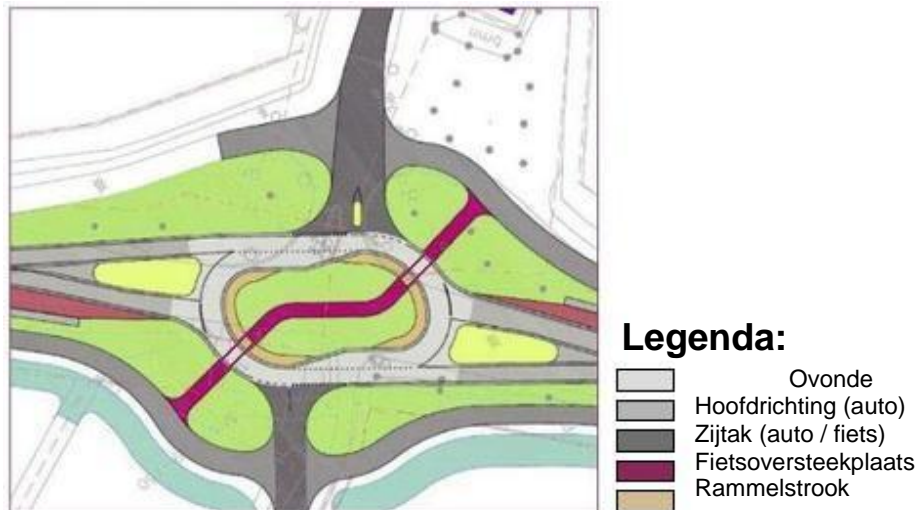 Legenda:
Ovonde
Hoofdrichting (auto)
Zijtak (auto / fiets)
Fietsoversteekplaats
Rammelstrook